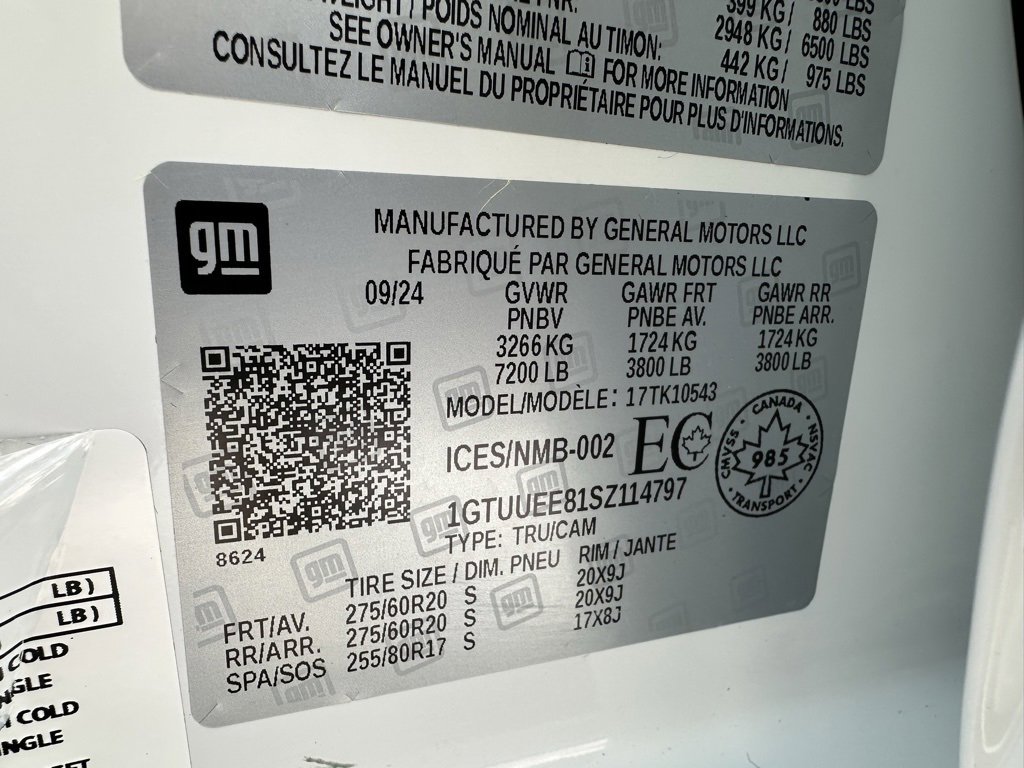 399 KG/ 880 LBS
WEIGHT / POIDS NOMINAL AU TIMON: 2948 KG/ 6500 LBS
442 KG/ 975 LBS
SEE OWNER'S MANUAL FOR MORE INFORMATION
CONSULTEZ LE MANUEL DU PROPRIÉTAIRE POUR PLUS D'INFORMATIONS.
gm
MANUFACTURED BY GENERAL MOTORS LLC
FABRIQUÉ PAR GENERAL MOTORS LLC
09/24 GVWR GAWR FRT GAWR RR
PNBV PNBE AV. PNBE ARR.
3266 KG 1724 KG 1724 KG
7200 LB 3800 LB 3800 LB
MODEL/MODÈLE: 17TK10543
ICES/NMB-002 EC
CANADA
CMVSS 985 NSVAC
TRANSPORT
1GTUUEE81SZ114797
TYPE: TRU/CAM
8624
TIRE SIZE / DIM. PNEU RIM / JANTE
FRT/AV. 275/60R20 S 20X9J
RR/ARR. 275/60R20 S 20X9J
SPA/SOS 255/80R17 S 17X8J
LB)
LB)
COLD
COLD